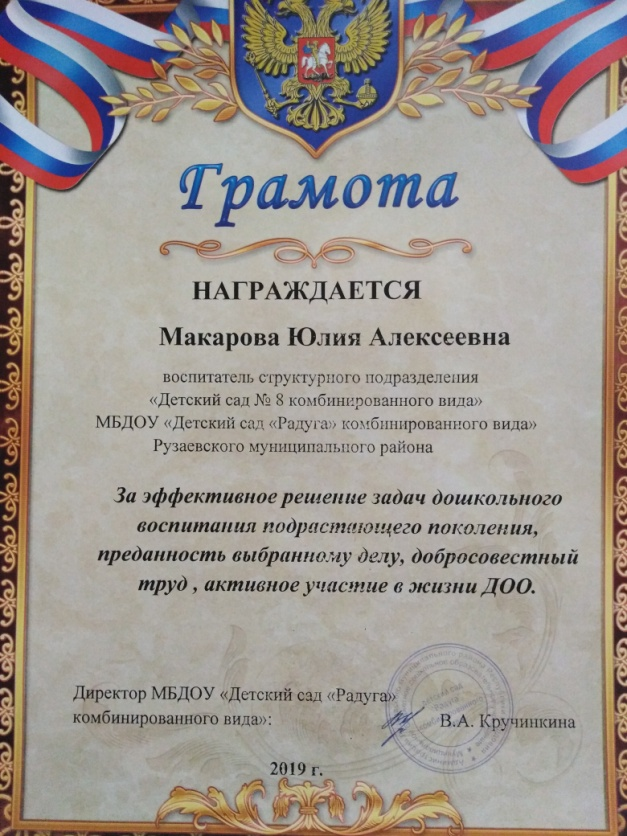 Грамота
НАГРАЖДАЕТСЯ
Макарова Юлия Алексеевна
воспитатель структурного подразделения
«Детский сад № 8 комбинированного вида»
МБДОУ «Детский сад «Радуга» комбинированного вида»
Рузаевского муниципального района
За эффективное решение задач дошкольного
воспитания подрастающего поколения,
преданность выбранному делу, добросовестный
труд , активное участие в жизни ДОО.
Директор МБДОУ «Детский сад «Радуга»
комбинированного вида»:
В.А. Кручинкина
2019 г.